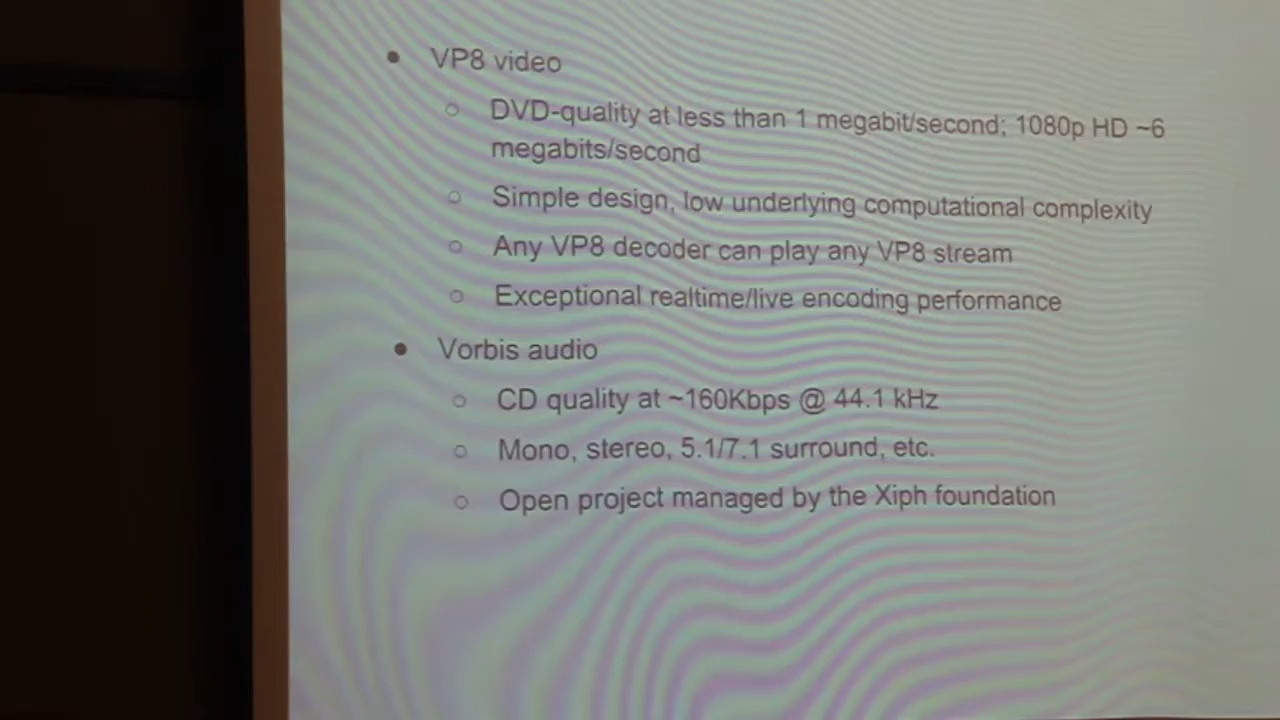 • VP8 video
○ DVD-quality at less than 1 megabit/second; 1080p HD ~6
megabits/second
○ Simple design, low underlying computational complexity
○ Any VP8 decoder can play any VP8 stream
○ Exceptional realtime/live encoding performance
• Vorbis audio
○ CD quality at ~160Kbps @ 44.1 kHz
○ Mono, stereo, 5.1/7.1 surround, etc.
○ Open project managed by the Xiph foundation